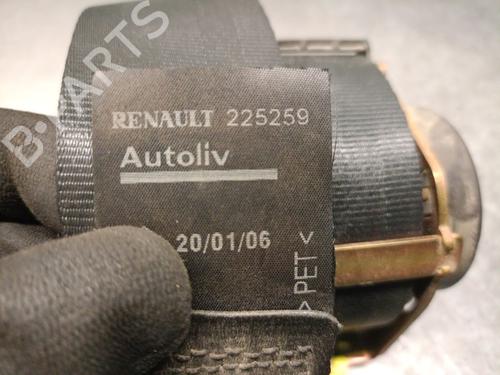 RENAULT 225259
Autoliv
20/01/06
> PET <
B-PARTS